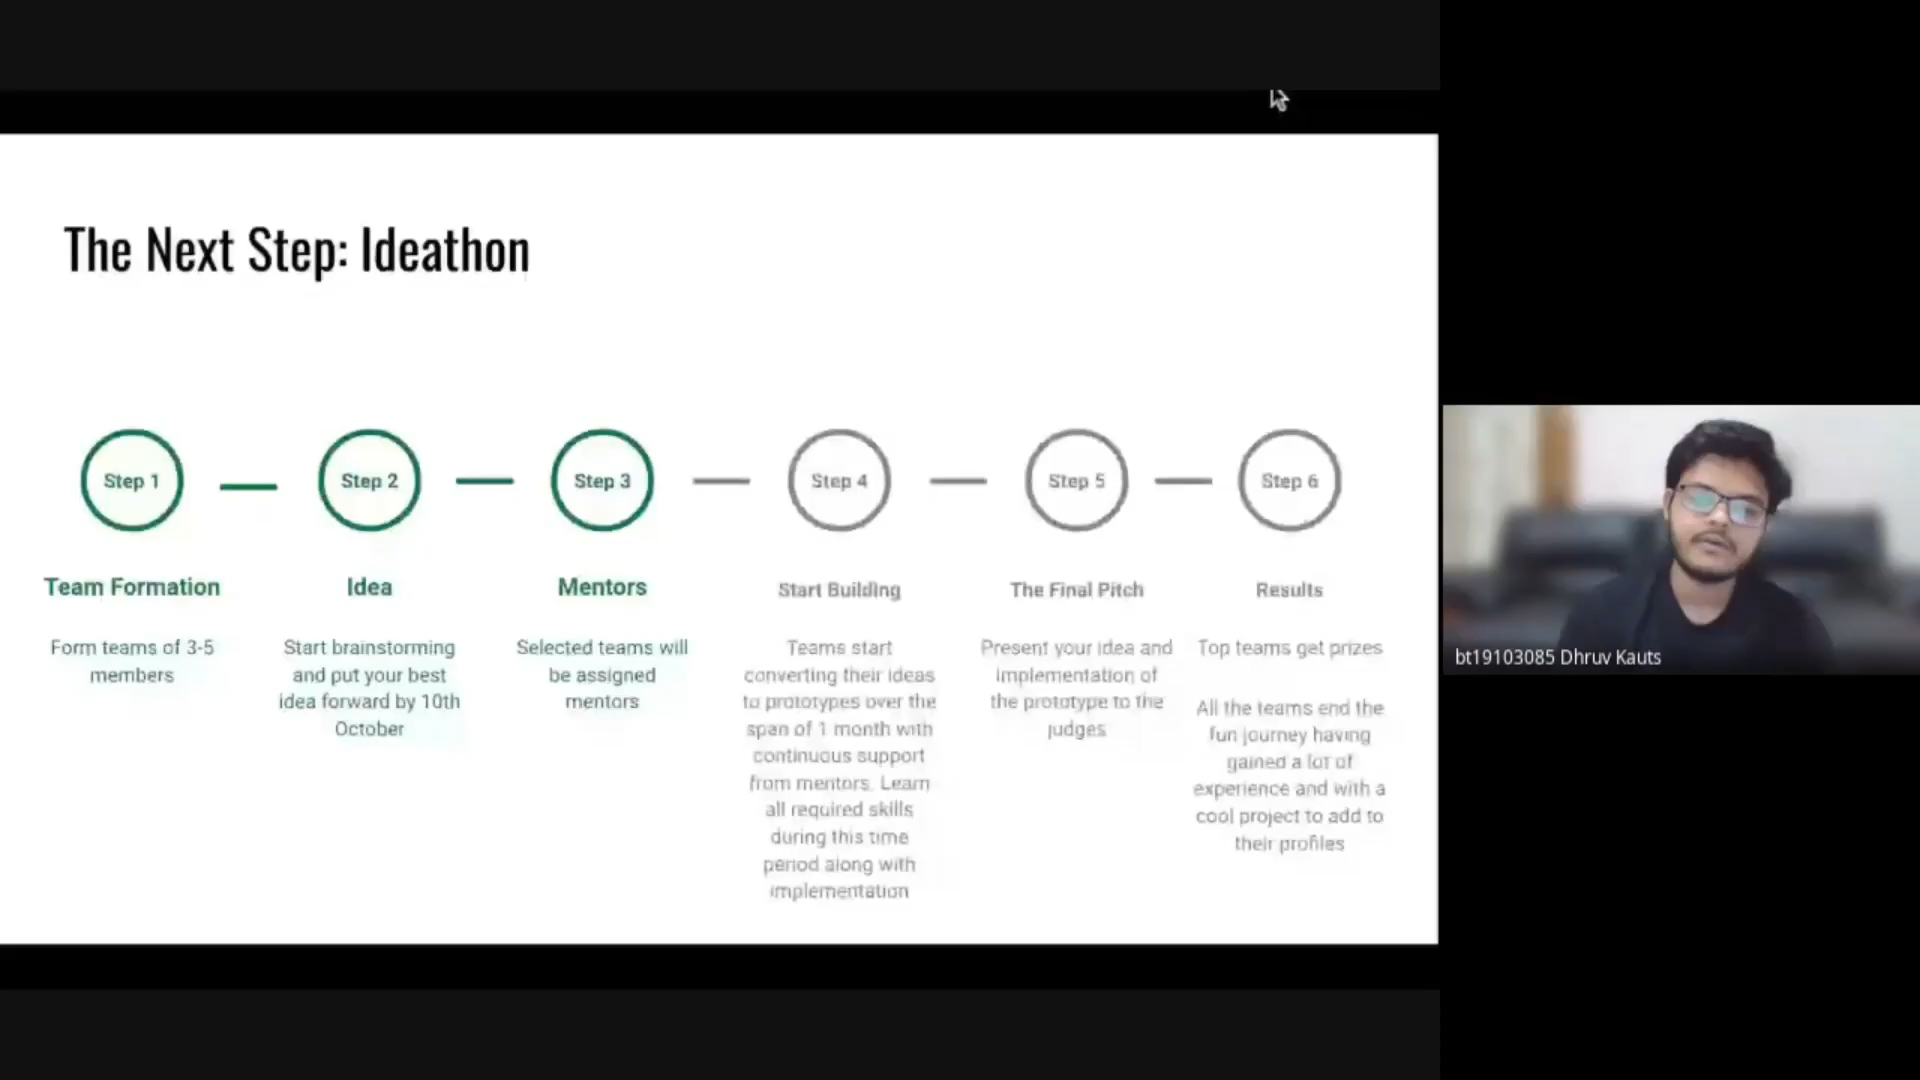 The Next Step: Ideathon
Step 1
Step 2
Step 3
Step 4
Step 5
Step 6
Team Formation
Idea
Mentors
Start Building
The Final Pitch
Results
Form teams of 3-5
members
Start brainstorming
and put your best
idea forward by 10th
October
Selected teams will
be assigned
mentors
Teams start
converting their ideas
to prototypes over the
span of 1 month with
continuous support
from mentors. Learn
all required skills
during this time
period along with
implementation
Present your idea and
implementation of
the prototype to the
judges
Top teams get prizes
All the teams end the
fun journey having
gained a lot of
experience and with a
cool project to add to
their profiles
bt19103085 Dhruv Kauts